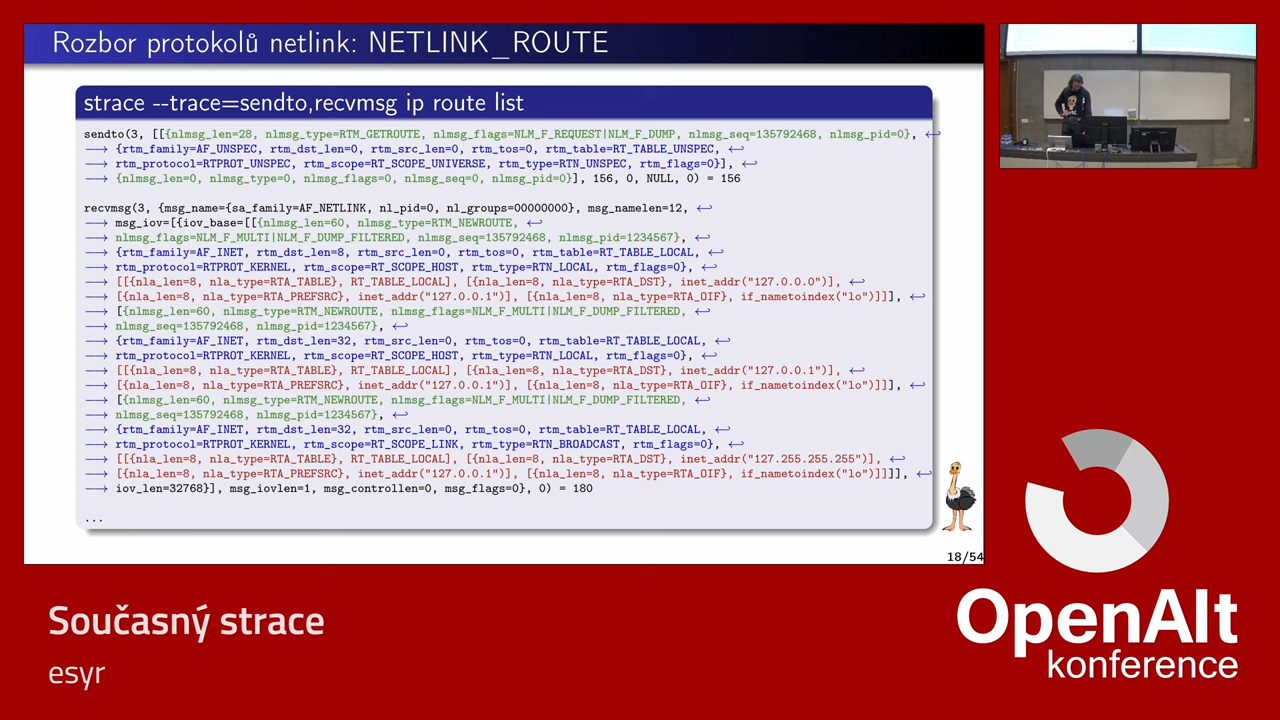 Rozbor protokolů netlink: NETLINK_ROUTE
strace --trace=sendto,recvmsg ip route list
sendto(3, [[{nlmsg_len=28, nlmsg_type=RTM_GETROUTE, nlmsg_flags=NLM_F_REQUEST|NLM_F_DUMP, nlmsg_seq=135792468, nlmsg_pid=0}, ↩
→ {rtm_family=AF_UNSPEC, rtm_dst_len=0, rtm_src_len=0, rtm_tos=0, rtm_table=RT_TABLE_UNSPEC, ↩
→ rtm_protocol=RTPROT_UNSPEC, rtm_scope=RT_SCOPE_UNIVERSE, rtm_type=RTN_UNSPEC, rtm_flags=0}], ↩
→ {nlmsg_len=0, nlmsg_type=0, nlmsg_flags=0, nlmsg_seq=0, nlmsg_pid=0}], 156, 0, NULL, 0) = 156
recvmsg(3, {msg_name={sa_family=AF_NETLINK, nl_pid=0, nl_groups=00000000}, msg_namelen=12, ↩
→ msg_iov=[{iov_base=[[{nlmsg_len=60, nlmsg_type=RTM_NEWROUTE, ↩
→ nlmsg_flags=NLM_F_MULTI|NLM_F_DUMP_FILTERED, nlmsg_seq=135792468, nlmsg_pid=1234567}, ↩
→ {rtm_family=AF_INET, rtm_dst_len=8, rtm_src_len=0, rtm_tos=0, rtm_table=RT_TABLE_LOCAL, ↩
→ rtm_protocol=RTPROT_KERNEL, rtm_scope=RT_SCOPE_HOST, rtm_type=RTN_LOCAL, rtm_flags=0}, ↩
→ [[{nla_len=8, nla_type=RTA_TABLE}, RT_TABLE_LOCAL], [{nla_len=8, nla_type=RTA_DST}, inet_addr("127.0.0.0")], ↩
→ [{nla_len=8, nla_type=RTA_PREFSRC}, inet_addr("127.0.0.1")], [{nla_len=8, nla_type=RTA_OIF}, if_nametoindex("lo")]]], ↩
→ [{nlmsg_len=60, nlmsg_type=RTM_NEWROUTE, nlmsg_flags=NLM_F_MULTI|NLM_F_DUMP_FILTERED, ↩
→ nlmsg_seq=135792468, nlmsg_pid=1234567}, ↩
→ {rtm_family=AF_INET, rtm_dst_len=32, rtm_src_len=0, rtm_tos=0, rtm_table=RT_TABLE_LOCAL, ↩
→ rtm_protocol=RTPROT_KERNEL, rtm_scope=RT_SCOPE_HOST, rtm_type=RTN_LOCAL, rtm_flags=0}, ↩
→ [[{nla_len=8, nla_type=RTA_TABLE}, RT_TABLE_LOCAL], [{nla_len=8, nla_type=RTA_DST}, inet_addr("127.0.0.1")], ↩
→ [{nla_len=8, nla_type=RTA_PREFSRC}, inet_addr("127.0.0.1")], [{nla_len=8, nla_type=RTA_OIF}, if_nametoindex("lo")]]], ↩
→ [{nlmsg_len=60, nlmsg_type=RTM_NEWROUTE, nlmsg_flags=NLM_F_MULTI|NLM_F_DUMP_FILTERED, ↩
→ nlmsg_seq=135792468, nlmsg_pid=1234567}, ↩
→ {rtm_family=AF_INET, rtm_dst_len=32, rtm_src_len=0, rtm_tos=0, rtm_table=RT_TABLE_LOCAL, ↩
→ rtm_protocol=RTPROT_KERNEL, rtm_scope=RT_SCOPE_LINK, rtm_type=RTN_BROADCAST, rtm_flags=0}, ↩
→ [[{nla_len=8, nla_type=RTA_TABLE}, RT_TABLE_LOCAL], [{nla_len=8, nla_type=RTA_DST}, inet_addr("127.255.255.255")], ↩
→ [{nla_len=8, nla_type=RTA_PREFSRC}, inet_addr("127.0.0.1")], [{nla_len=8, nla_type=RTA_OIF}, if_nametoindex("lo")]]]], ↩
→ iov_len=32768}], msg_iovlen=1, msg_controllen=0, msg_flags=0}, 0) = 180
...
18/54
Současný strace
esyr
OpenAlt
konference